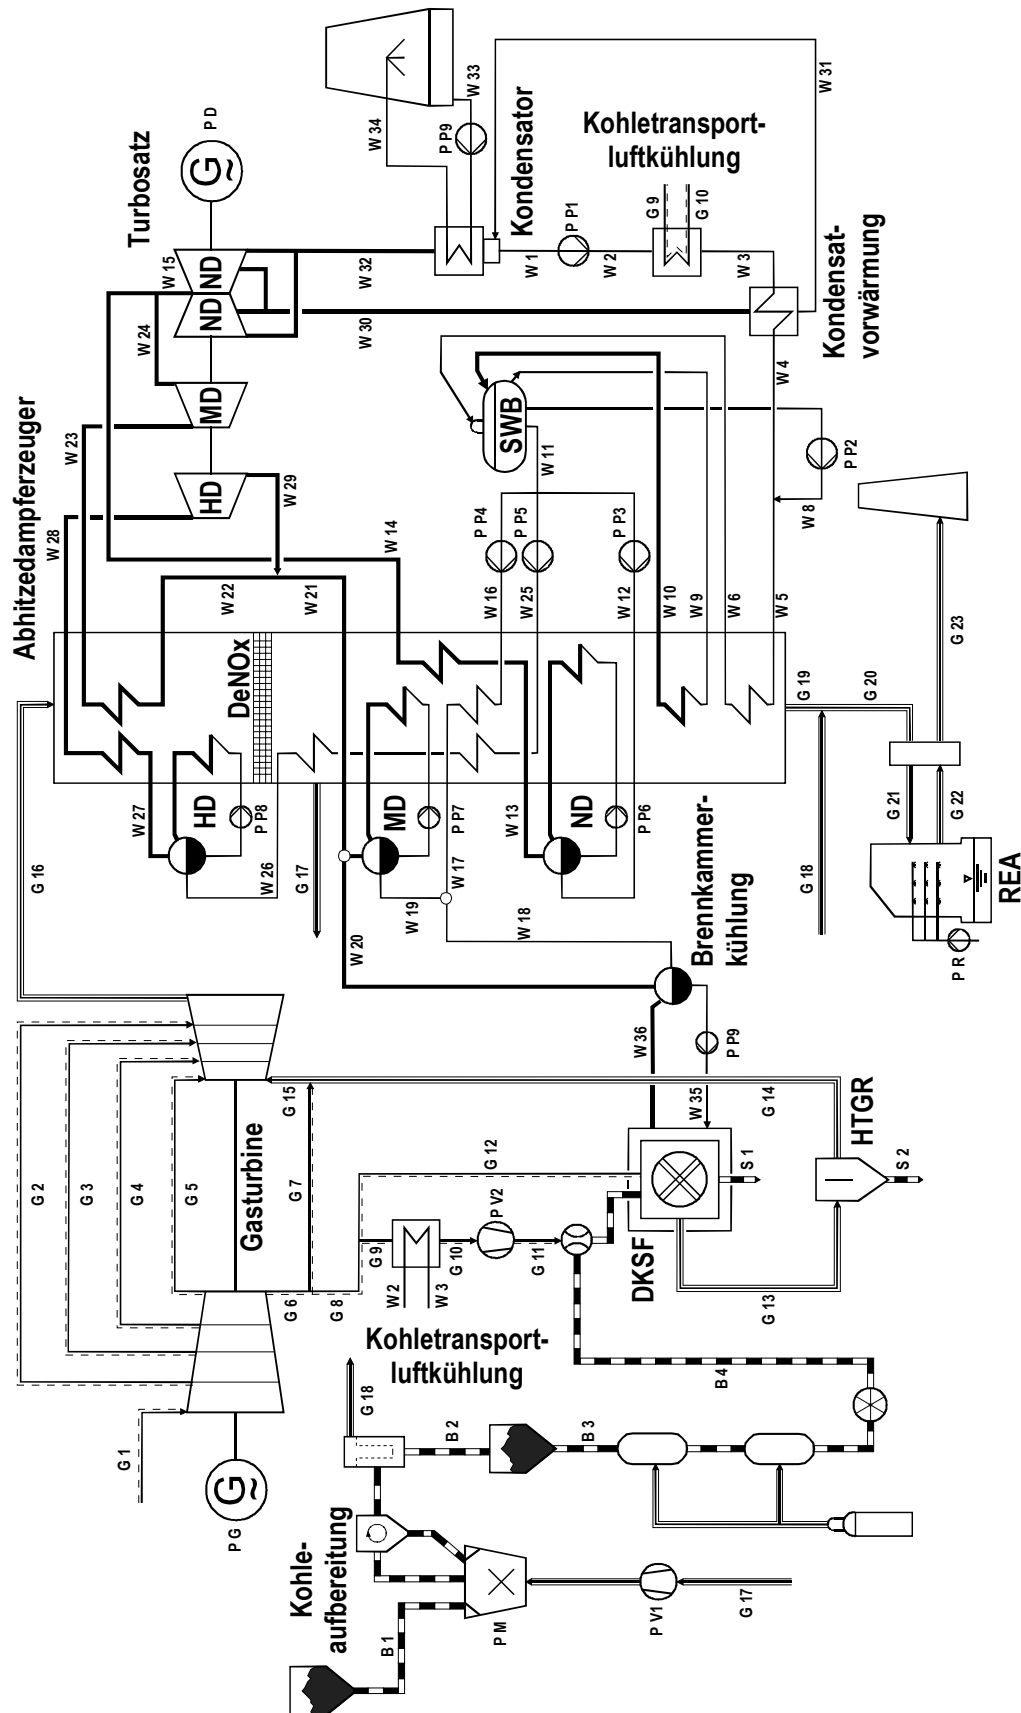 Turbosatz
P D
G
~
ND
ND
MD
HD
W 15
W 24
W 23
W 28
W 29
W 32
W 30
W 34
W 33
P P9
Kondensator
Kohletransport-
luftkühlung
G 9
G 10
P P1
W 1
W 2
W 3
W 31
Kondensat-
vorwärmung
W 4
SWB
W 11
P P2
W 8
P P4
P P5
P P3
W 14
W 16
W 25
W 12
W 10
W 9
W 6
W 5
Abhitzedampferzeuger
W 22
W 21
DeNOx
W 27
HD
P P8
W 26
G 17
MD
P P7
W 17
W 19
W 13
ND
P P6
W 18
W 20
G 16
G 19
G 20
G 23
G 21
G 22
G 18
P R
REA
Brennkammer-
kühlung
W 36
P P9
W 35
G 2
G 3
G 4
G 5
Gasturbine
G 15
G 7
G 6
G 8
G 14
G 12
G 9
G 10
P V2
G 11
W 2
W 3
DKSF
S 1
HTGR
S 2
G 13
Kohletransport-
luftkühlung
G 1
G
~
P G
G 18
B 2
B 3
B 4
Kohle-
aufbereitung
B 1
P M
P V1
G 17